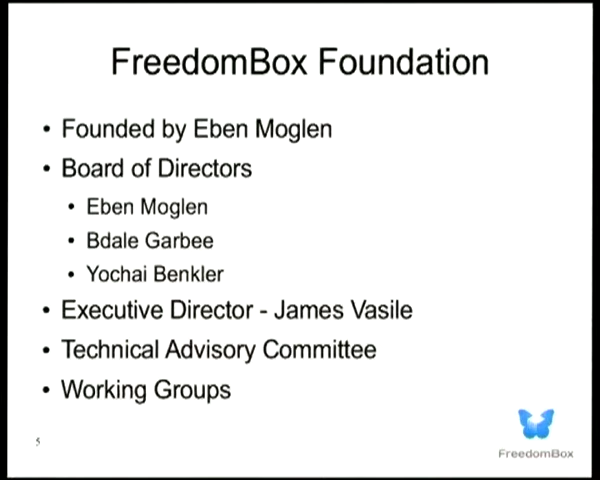 FreedomBox Foundation
• Founded by Eben Moglen
• Board of Directors
• Eben Moglen
• Bdale Garbee
• Yochai Benkler
• Executive Director - James Vasile
• Technical Advisory Committee
• Working Groups
5
FreedomBox